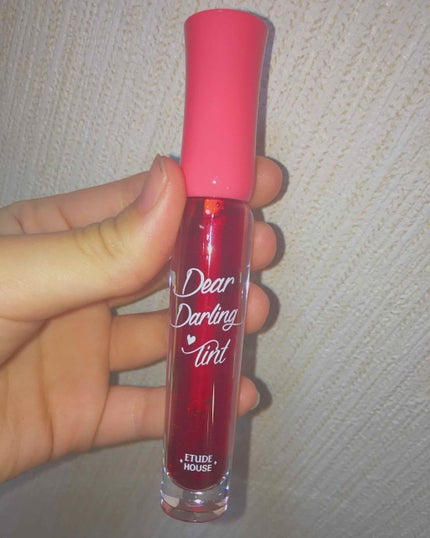 Dear
Darling
Tint
ETUDE
HOUSE